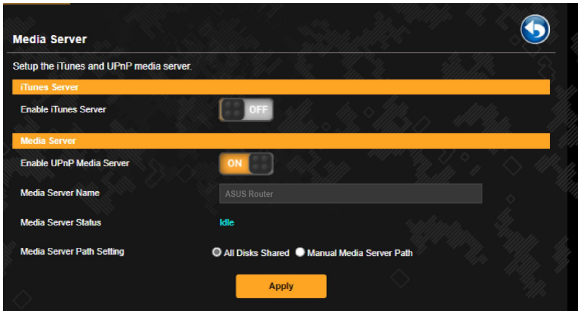 Media Server
Setup the iTunes and UPnP media server.
iTunes Server
Enable iTunes Server OFF
Media Server
Enable UPnP Media Server ON
Media Server Name ASUS Router
Media Server Status Idle
Media Server Path Setting All Disks Shared Manual Media Server Path
Apply